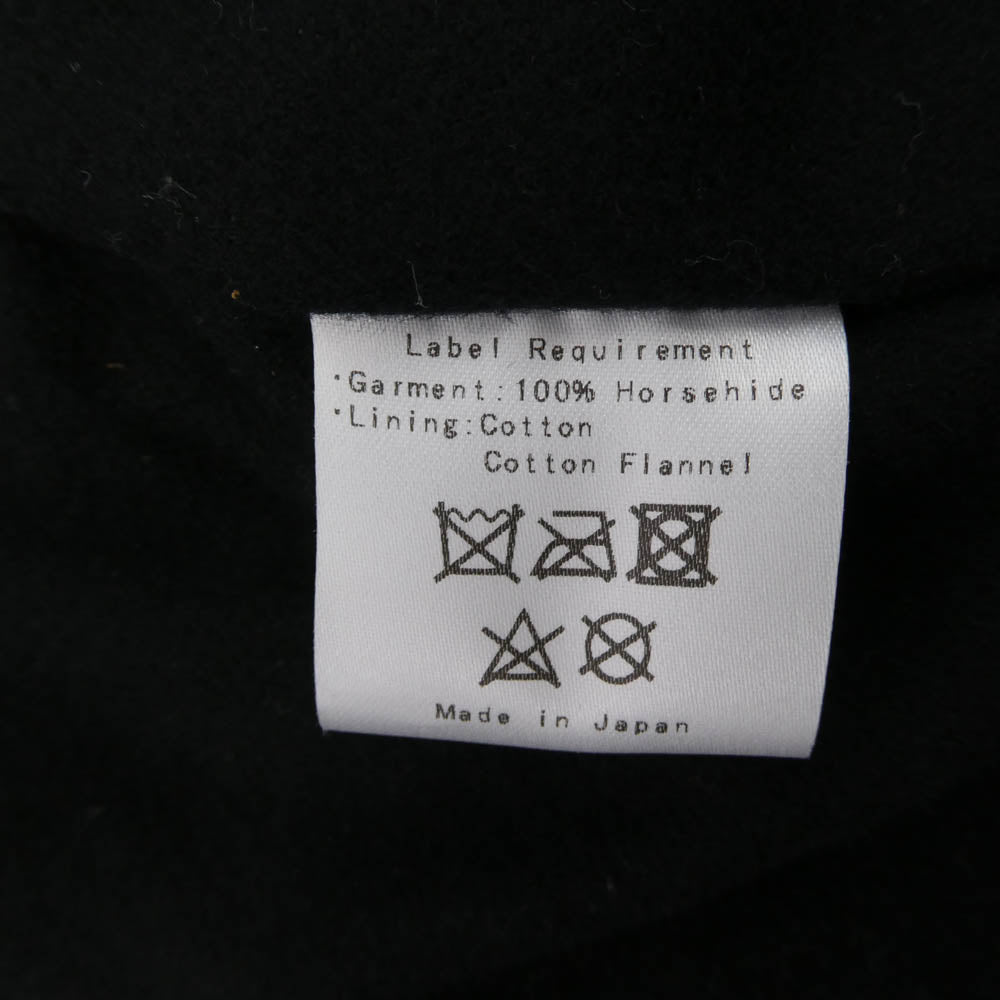 Label Requirement
・Garment:100% Horsehide
・Lining:Cotton
Cotton Flannel
Made in Japan